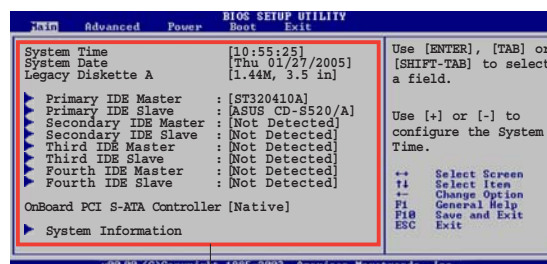 BIOS SETUP UTILITY
Main Advanced Power Boot Exit
System Time [10:55:25]
System Date [Thu 01/27/2005]
Legacy Diskette A [1.44M, 3.5 in]
Primary IDE Master : [ST320410A]
Primary IDE Slave : [ASUS CD-S520/A]
Secondary IDE Master : [Not Detected]
Secondary IDE Slave : [Not Detected]
Third IDE Master : [Not Detected]
Third IDE Slave : [Not Detected]
Fourth IDE Master : [Not Detected]
Fourth IDE Slave : [Not Detected]
OnBoard PCI S-ATA Controller [Native]
System Information
Use [ENTER], [TAB] or
[SHIFT-TAB] to select
a field.
Use [+] or [-] to
configure the System
Time.
↔ Select Screen
↑↓ Select Item
+- Change Option
F1 General Help
F10 Save and Exit
ESC Exit